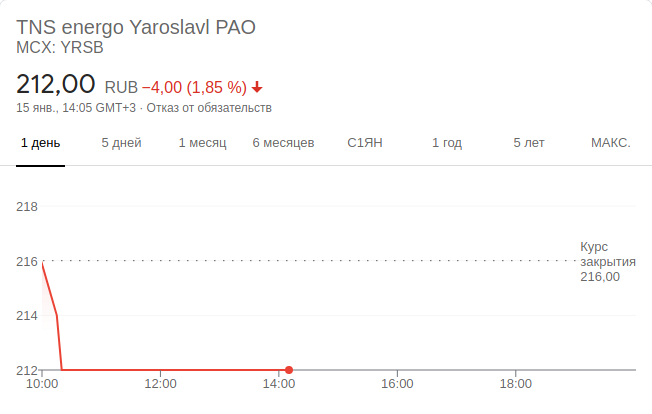 TNS energo Yaroslavl PAO
MCX: YRSB
212,00 RUB −4,00 (1,85 %)
15 янв., 14:05 GMT+3 · Отказ от обязательств
1 день 5 дней 1 месяц 6 месяцев С1ЯН 1 год 5 лет МАКС.
218
216
214
212
Курс
закрытия
216,00
10:00 12:00 14:00 16:00 18:00